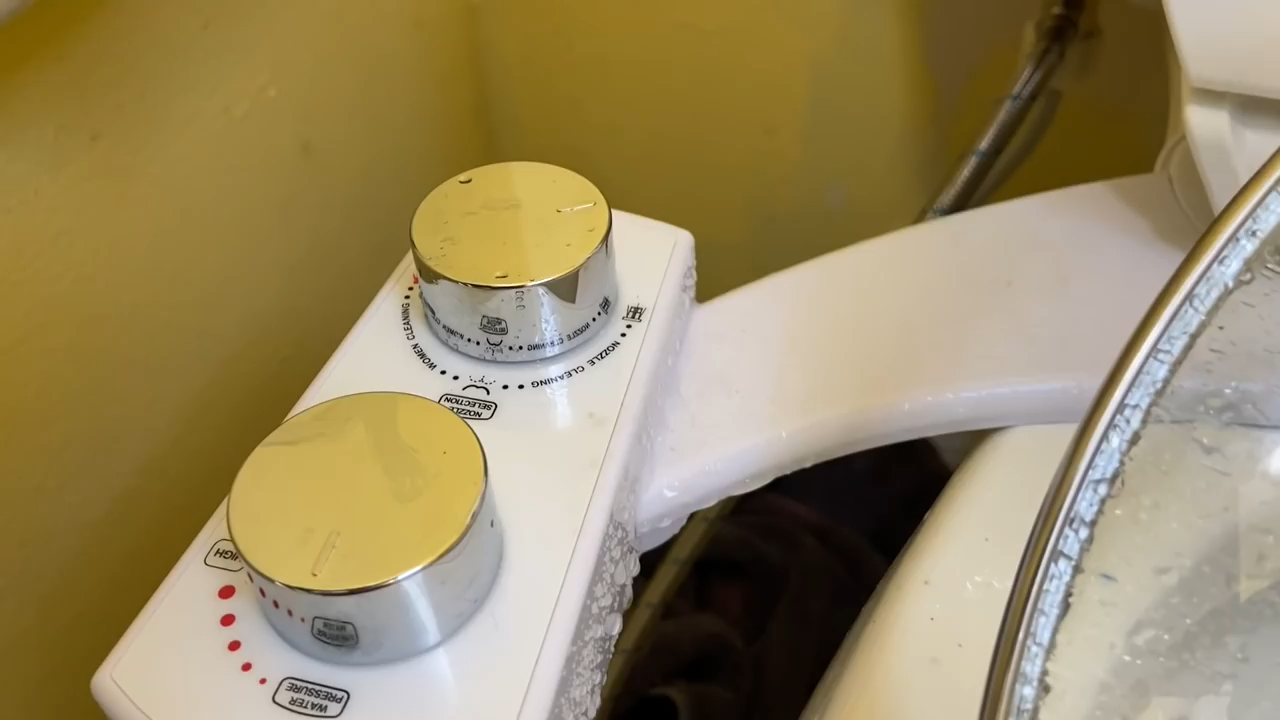 WOMEN CLEANING
NOZZLE CLEANING
NOZZLE
SELECTION
HIGH
WATER
PRESSURE